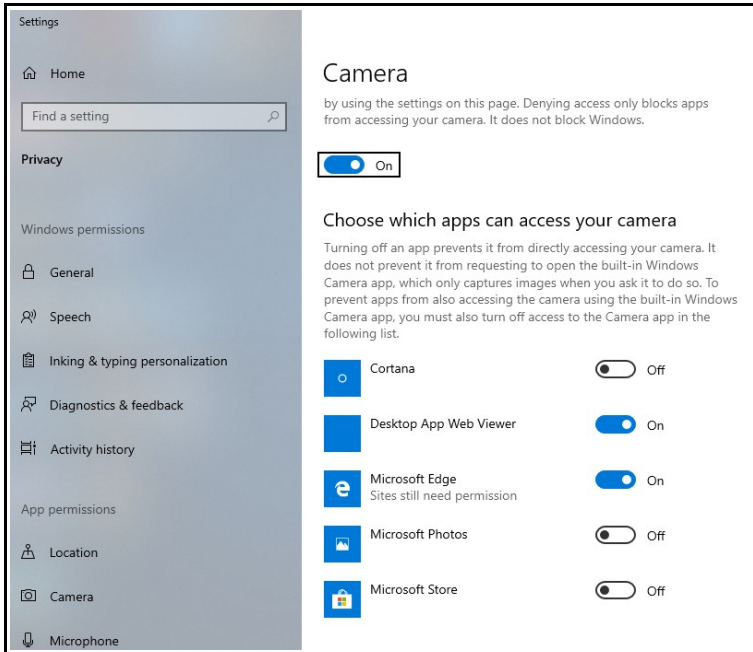 Settings
Home
Find a setting
Privacy
Windows permissions
General
Speech
Inking & typing personalization
Diagnostics & feedback
Activity history
App permissions
Location
Camera
Microphone
Camera
by using the settings on this page. Denying access only blocks apps
from accessing your camera. It does not block Windows.
On
Choose which apps can access your camera
Turning off an app prevents it from directly accessing your camera. It
does not prevent it from requesting to open the built-in Windows
Camera app, which only captures images when you ask it to do so. To
prevent apps from also accessing the camera using the built-in Windows
Camera app, you must also turn off access to the Camera app in the
following list.
Cortana Off
Desktop App Web Viewer On
Microsoft Edge On
Sites still need permission
Microsoft Photos Off
Microsoft Store Off